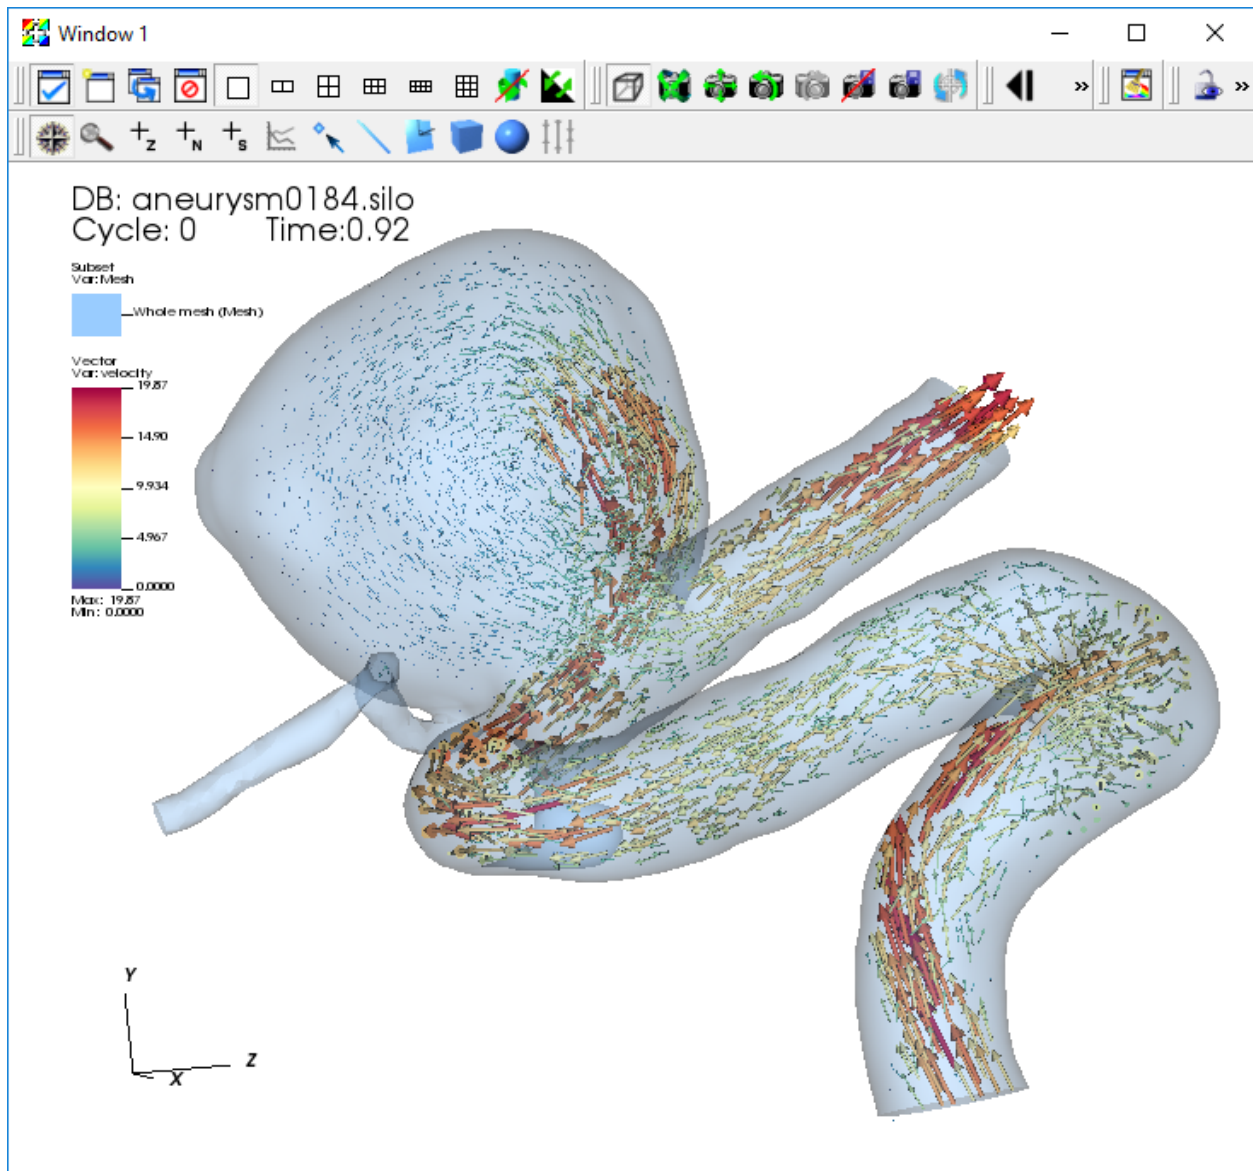 Window 1
Z
N
S
DB: aneurysm0184.silo
Cycle: 0 Time:0.92
Subset
Var: Mesh
Whole mesh (Mesh)
Vector
Var: velocity
19.87
14.90
9.934
4.967
0.0000
Max: 19.87
Min: 0.0000
Y
Z
X